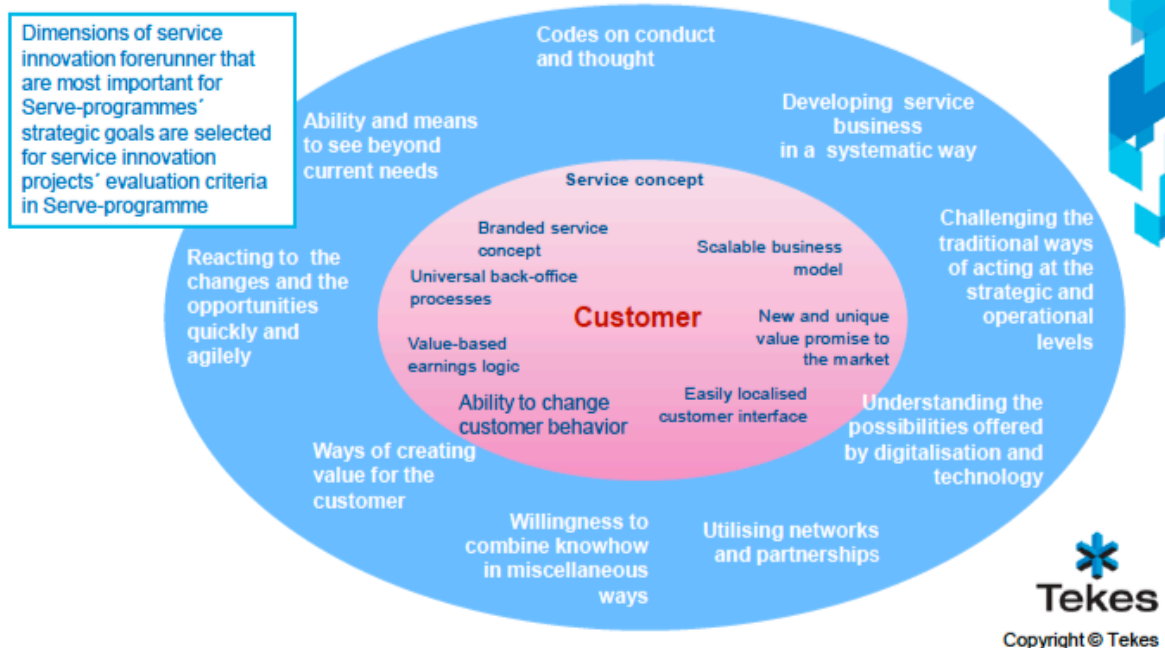 Dimensions of service
innovation forerunner that
are most important for
Serve-programmes´
strategic goals are selected
for service innovation
projects´ evaluation criteria
in Serve-programme
Codes on conduct
and thought
Ability and means
to see beyond
current needs
Developing service
business
in a systematic way
Reacting to the
changes and the
opportunities
quickly and
agilely
Challenging the
traditional ways
of acting at the
strategic and
operational
levels
Service concept
Branded service
concept
Scalable business
model
Universal back-office
processes
Customer
New and unique
value promise to
the market
Value-based
earnings logic
Ability to change
customer behavior
Easily localised
customer interface
Understanding the
possibilities offered
by digitalisation and
technology
Ways of creating
value for the
customer
Willingness to
combine knowhow
in miscellaneous
ways
Utilising networks
and partnerships
Tekes
Copyright © Tekes